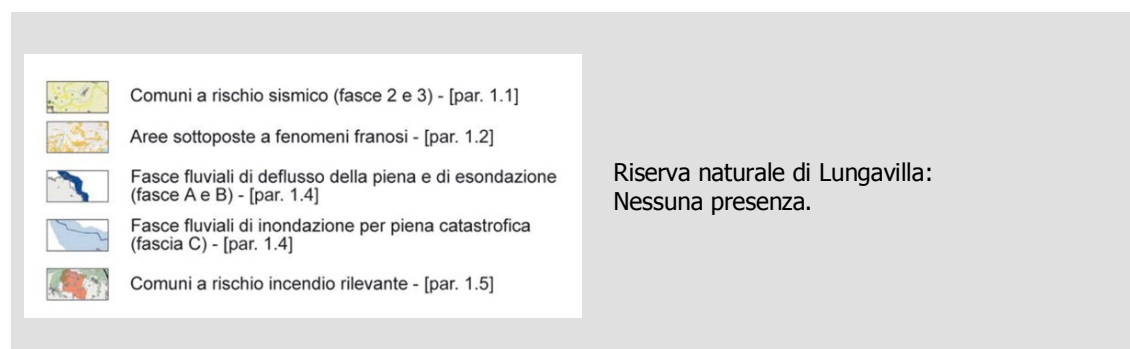 Comuni a rischio sismico (fasce 2 e 3) - [par. 1.1]
Aree sottoposte a fenomeni franosi - [par. 1.2]
Fasce fluviali di deflusso della piena e di esondazione
(fasce A e B) - [par. 1.4]
Fasce fluviali di inondazione per piena catastrofica
(fascia C) - [par. 1.4]
Comuni a rischio incendio rilevante - [par. 1.5]
Riserva naturale di Lungavilla:
Nessuna presenza.